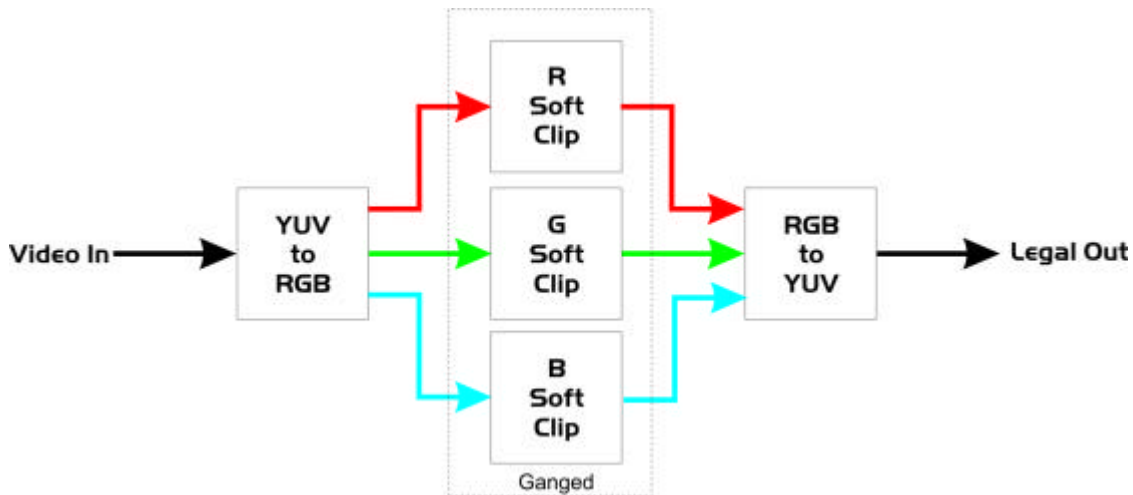 R
Soft
Clip
Video In
YUV
to
RGB
G
Soft
Clip
RGB
to
YUV
Legal Out
B
Soft
Clip
Ganged